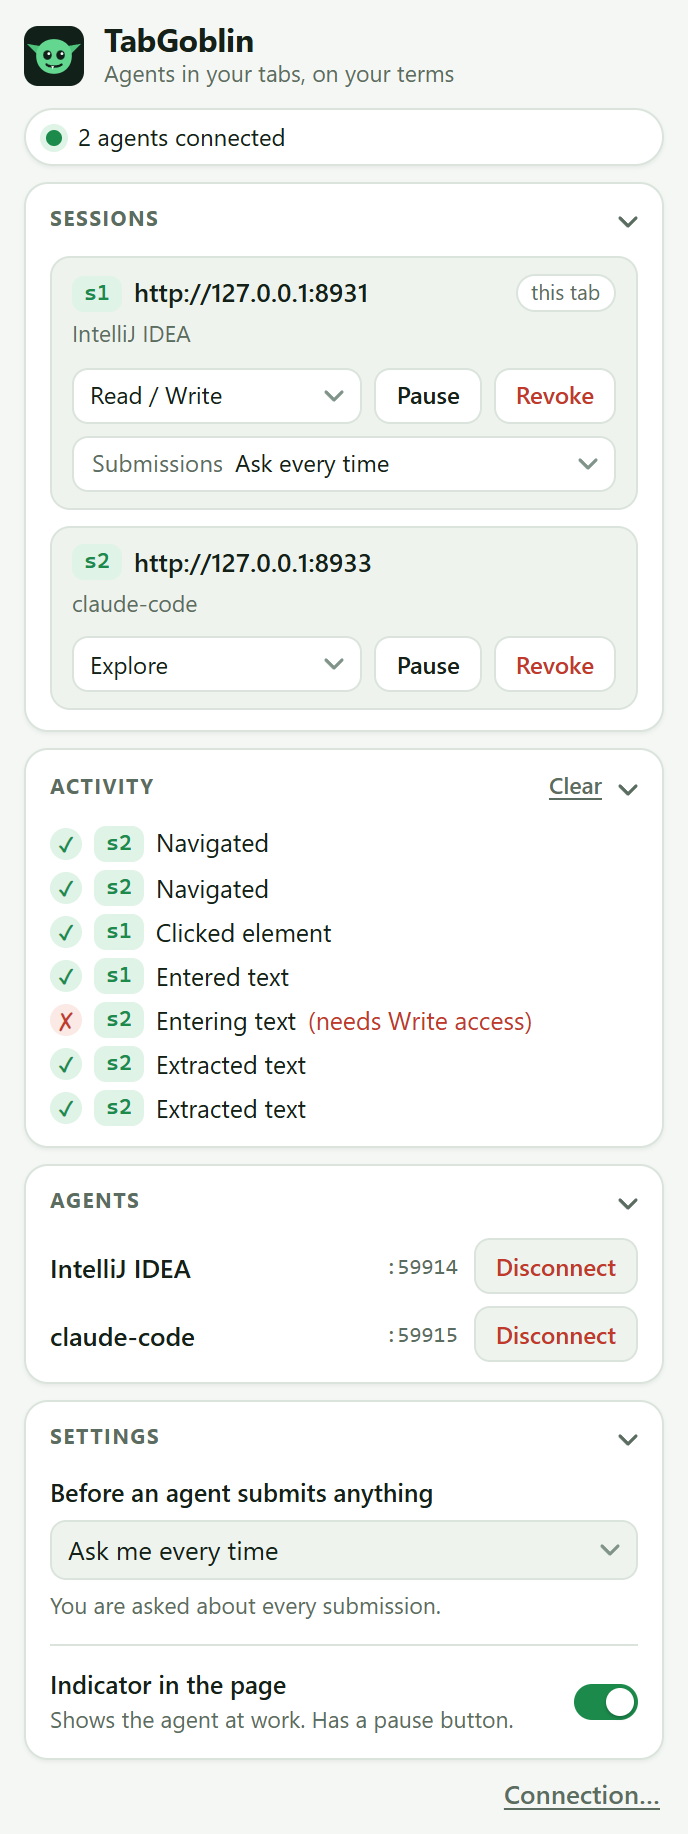 TabGoblin
Agents in your tabs, on your terms
2 agents connected
SESSIONS
s1 http://127.0.0.1:8931 this tab
IntelliJ IDEA
Read / Write Pause Revoke
Submissions Ask every time
s2 http://127.0.0.1:8933
claude-code
Explore Pause Revoke
ACTIVITY Clear
✓ s2 Navigated
✓ s2 Navigated
✓ s1 Clicked element
✓ s1 Entered text
✗ s2 Entering text (needs Write access)
✓ s2 Extracted text
✓ s2 Extracted text
AGENTS
IntelliJ IDEA :59914 Disconnect
claude-code :59915 Disconnect
SETTINGS
Before an agent submits anything
Ask me every time
You are asked about every submission.
Indicator in the page
Shows the agent at work. Has a pause button.
Connection...